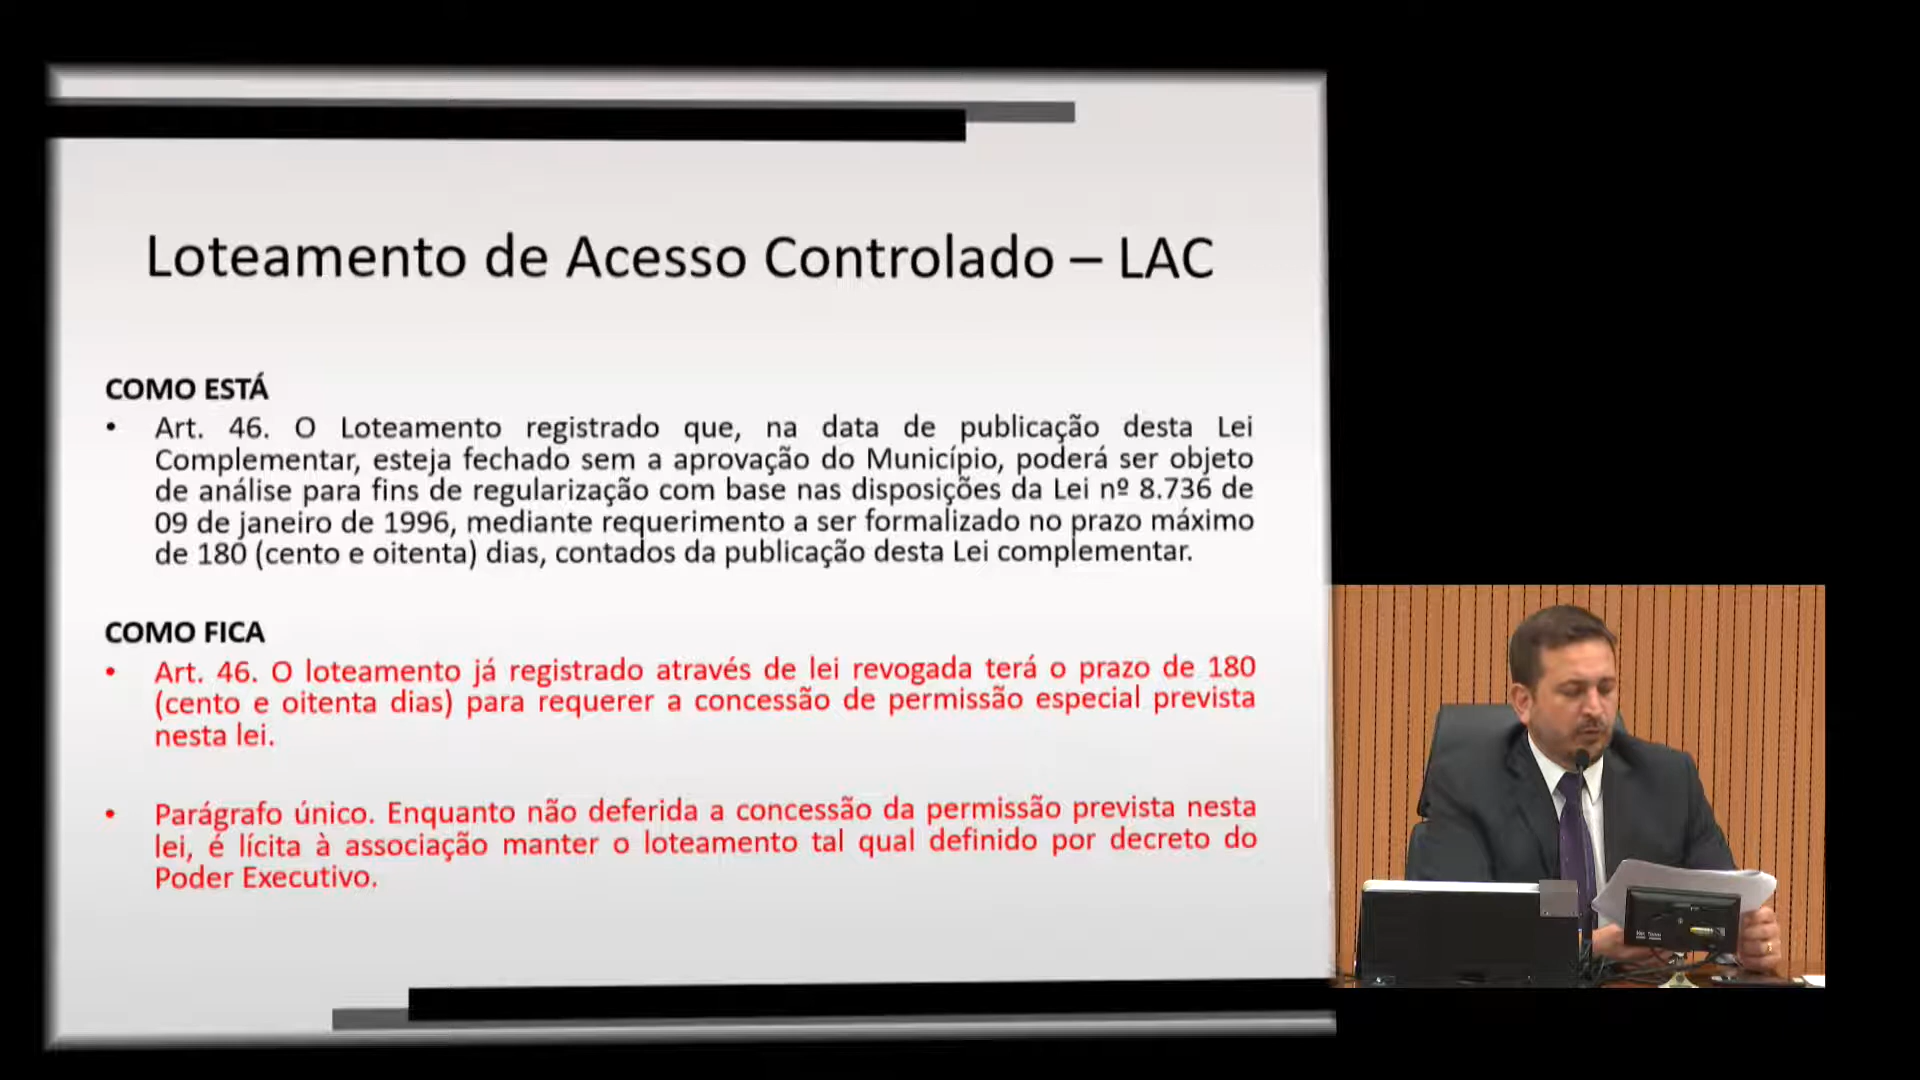 Loteamento de Acesso Controlado – LAC
COMO ESTÁ
• Art. 46. O Loteamento registrado que, na data de publicação desta Lei
Complementar, esteja fechado sem a aprovação do Município, poderá ser objeto
de análise para fins de regularização com base nas disposições da Lei nº 8.736 de
09 de janeiro de 1996, mediante requerimento a ser formalizado no prazo máximo
de 180 (cento e oitenta) dias, contados da publicação desta Lei complementar.
COMO FICA
• Art. 46. O loteamento já registrado através de lei revogada terá o prazo de 180
(cento e oitenta dias) para requerer a concessão de permissão especial prevista
nesta lei.
• Parágrafo único. Enquanto não deferida a concessão da permissão prevista nesta
lei, é lícita à associação manter o loteamento tal qual definido por decreto do
Poder Executivo.